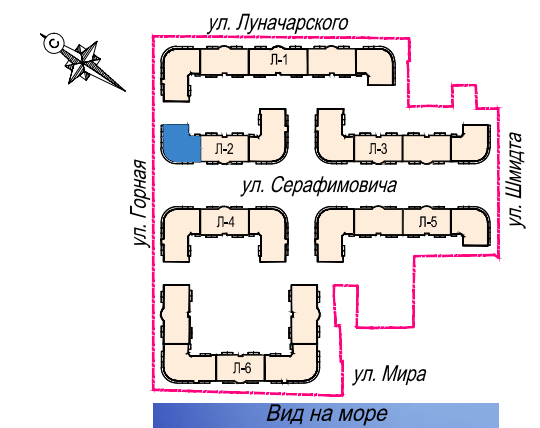 ул. Луначарского
С
Л-1
Л-2
Л-3
ул. Горная
ул. Серафимовича
ул. Шмидта
Л-4
Л-5
Л-6
ул. Мира
Вид на море